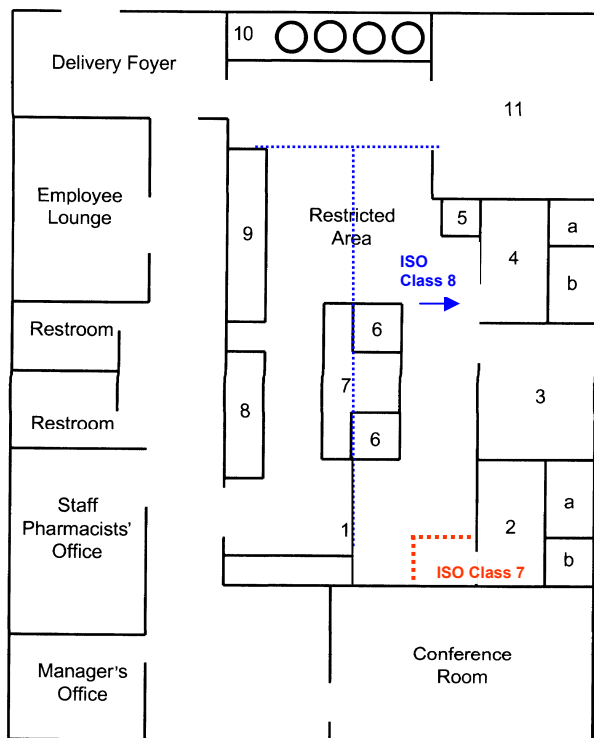 10
Delivery Foyer
11
Employee
Lounge
9
Restricted
Area
5
a
4
b
ISO
Class 8
Restroom
6
7
3
8
6
Restroom
Staff
Pharmacists'
Office
1
2
a
b
ISO Class 7
Manager's
Office
Conference
Room